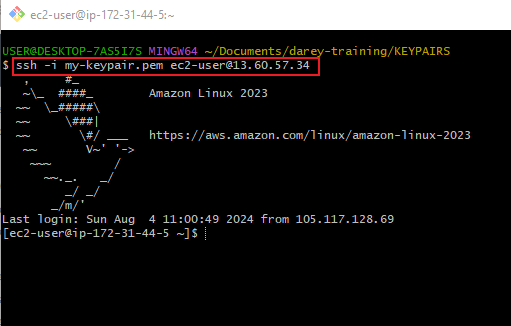 ec2-user@ip-172-31-44-5:~
USER@DESKTOP-7AS5I7S MINGW64 ~/Documents/darey-training/KEYPAIRS
$ ssh -i my-keypair.pem ec2-user@13.60.57.34
   ,     #_
   ~\_  ####_        Amazon Linux 2023
  ~~  \_#####\
  ~~     \###|
  ~~       \#/ ___   https://aws.amazon.com/linux/amazon-linux-2023
   ~~       V~' '->
    ~~~         /
      ~~._.   _/
         _/ _/
       _/m/'
Last login: Sun Aug  4 11:00:49 2024 from 105.117.128.69
[ec2-user@ip-172-31-44-5 ~]$